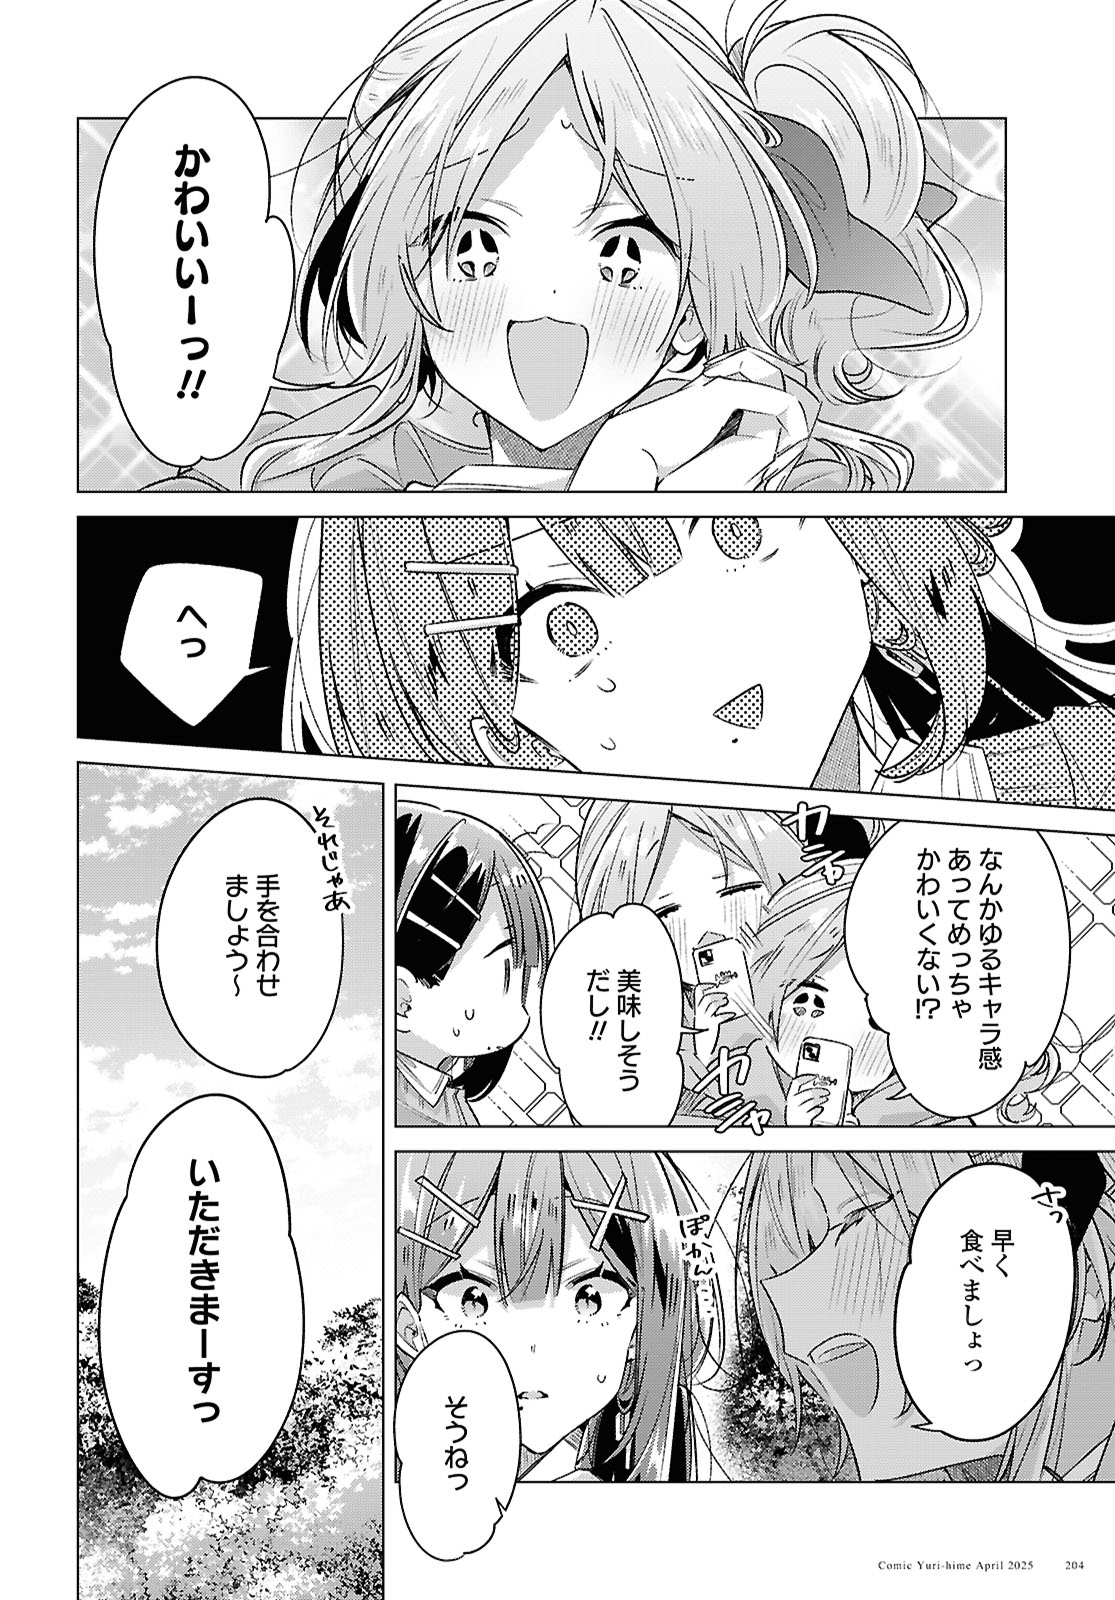 かわいいーっ!!
へっ
なんかゆるキャラ感
あってめっちゃ
かわいくない!?
カシャ
美味しそう
だし!!
カシャ
カシャ
さっ
早く
食べましょっ
ぽかん……
そうねっ
それじゃあ
手を合わせ
ましょう～
いただきまーすっ
Comic Yuri-hime April 2025 204